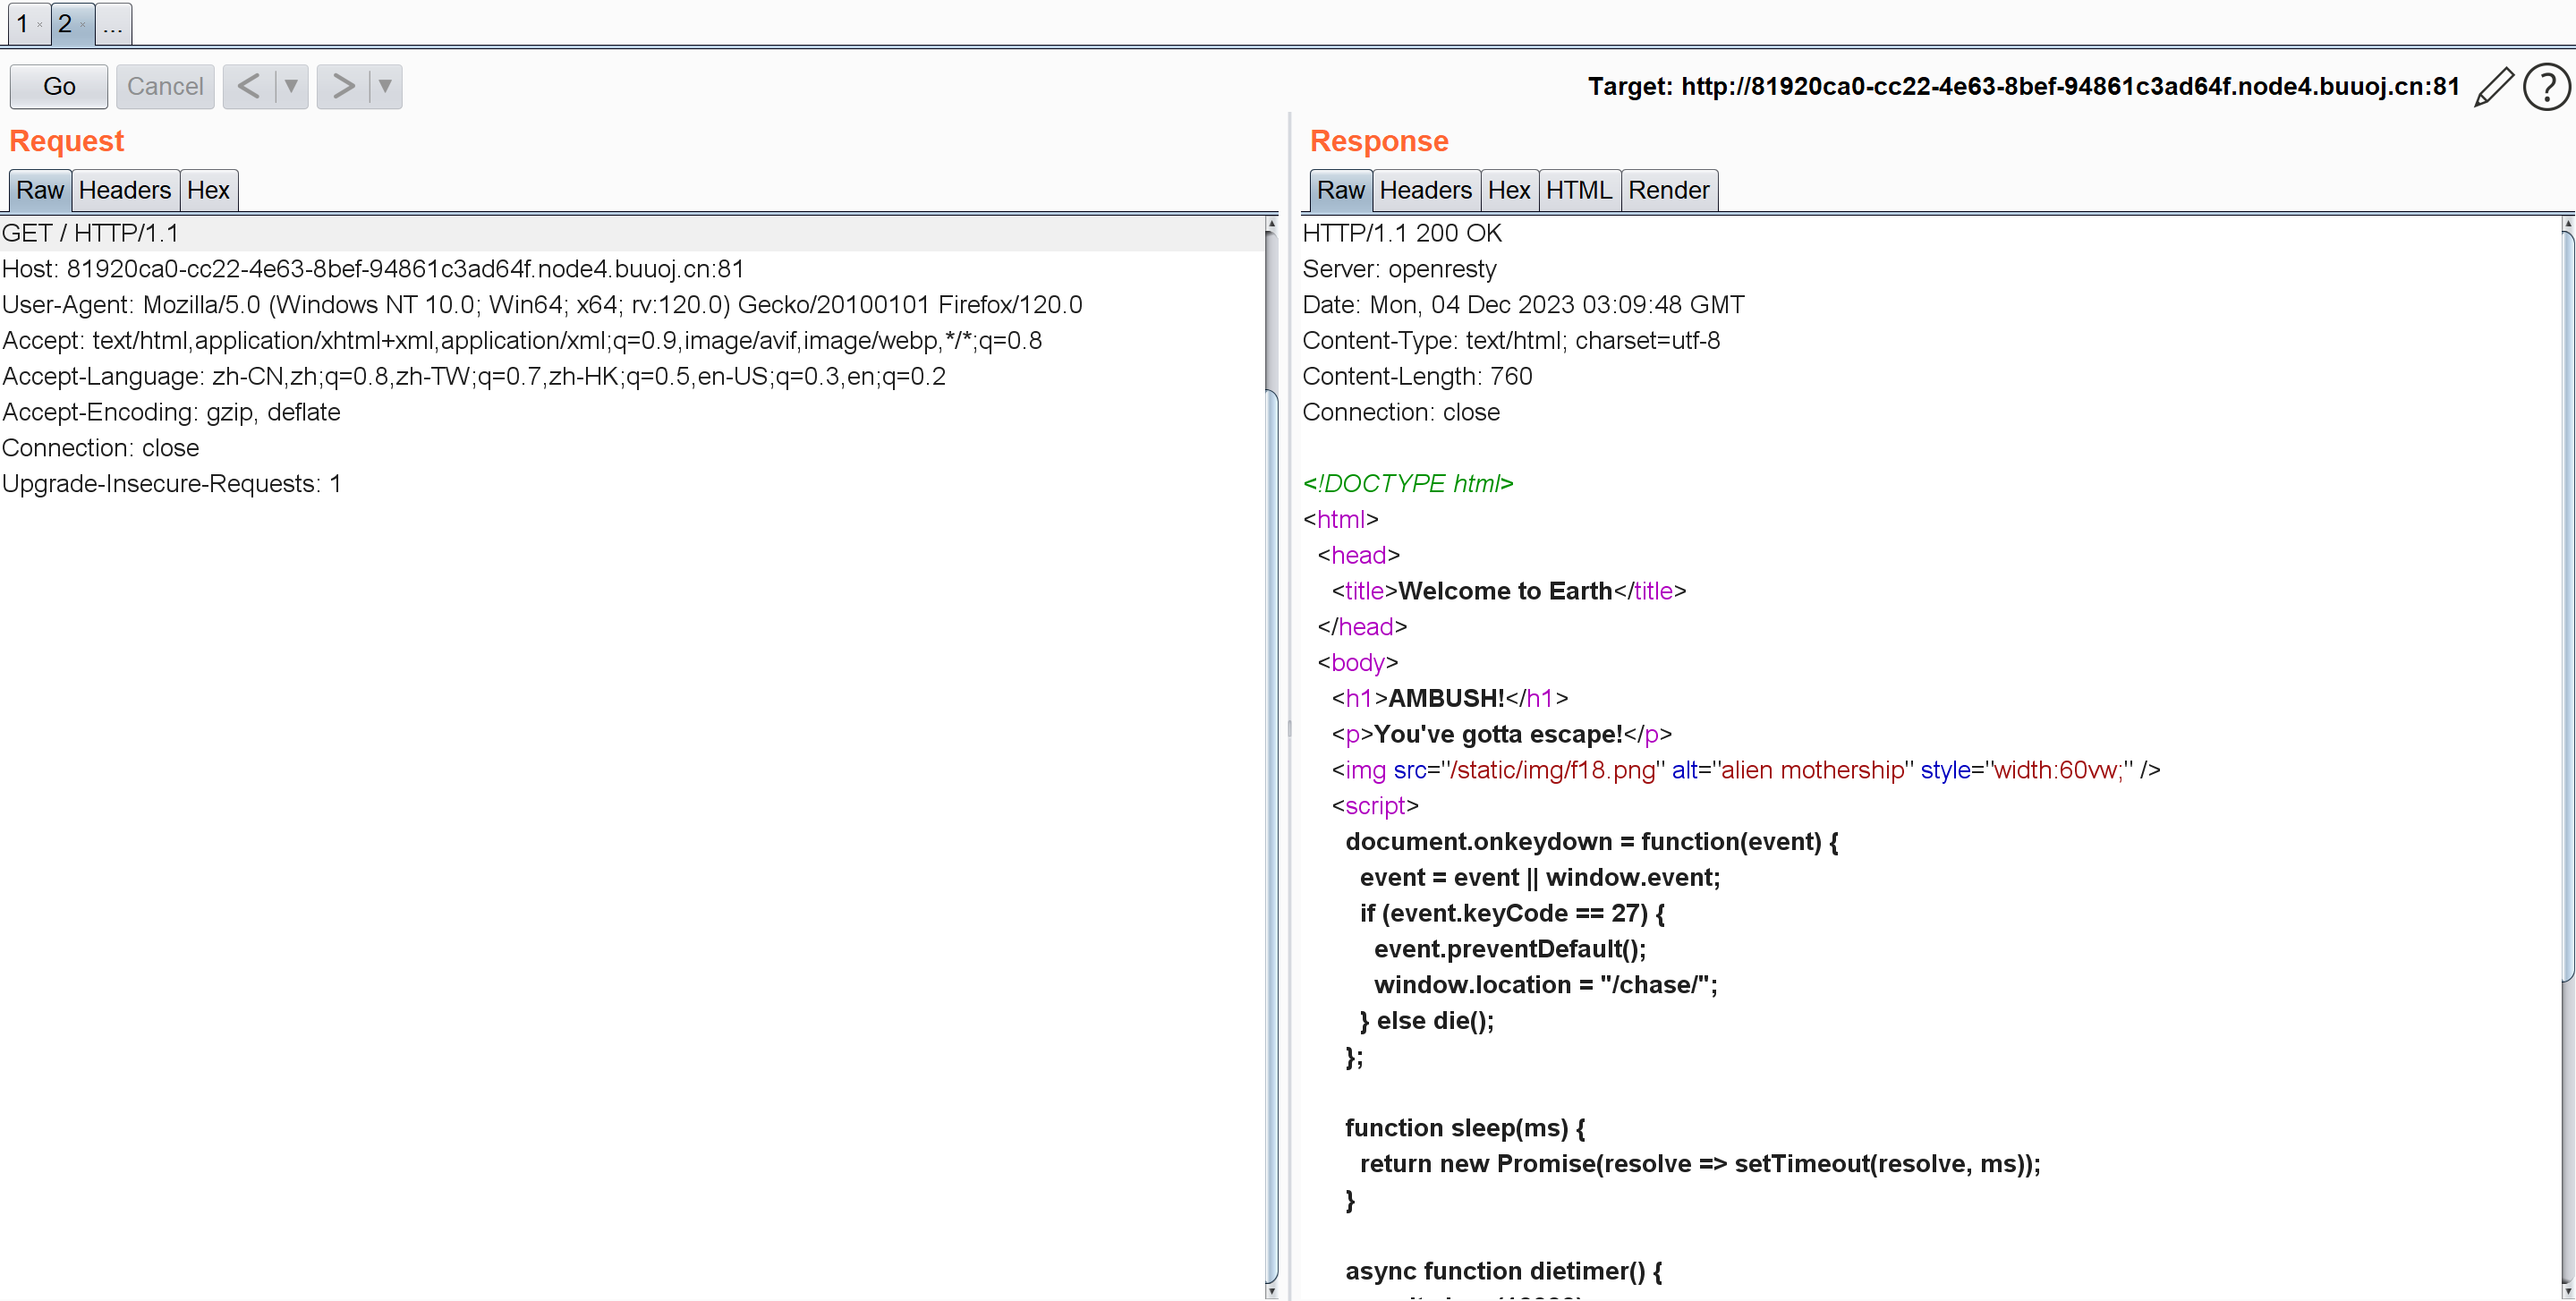 1 × 2 × ...
Go Cancel < ▼ > ▼ Target: http://81920ca0-cc22-4e63-8bef-94861c3ad64f.node4.buuoj.cn:81 ?
Request
Raw Headers Hex
GET / HTTP/1.1
Host: 81920ca0-cc22-4e63-8bef-94861c3ad64f.node4.buuoj.cn:81
User-Agent: Mozilla/5.0 (Windows NT 10.0; Win64; x64; rv:120.0) Gecko/20100101 Firefox/120.0
Accept: text/html,application/xhtml+xml,application/xml;q=0.9,image/avif,image/webp,*/*;q=0.8
Accept-Language: zh-CN,zh;q=0.8,zh-TW;q=0.7,zh-HK;q=0.5,en-US;q=0.3,en;q=0.2
Accept-Encoding: gzip, deflate
Connection: close
Upgrade-Insecure-Requests: 1
Response
Raw Headers Hex HTML Render
HTTP/1.1 200 OK
Server: openresty
Date: Mon, 04 Dec 2023 03:09:48 GMT
Content-Type: text/html; charset=utf-8
Content-Length: 760
Connection: close
<!DOCTYPE html>
<html>
<head>
<title>Welcome to Earth</title>
</head>
<body>
<h1>AMBUSH!</h1>
<p>You've gotta escape!</p>
<img src="/static/img/f18.png" alt="alien mothership" style="width:60vw;" />
<script>
document.onkeydown = function(event) {
event = event || window.event;
if (event.keyCode == 27) {
event.preventDefault();
window.location = "/chase/";
} else die();
};
function sleep(ms) {
return new Promise(resolve => setTimeout(resolve, ms));
}
async function dietimer() {